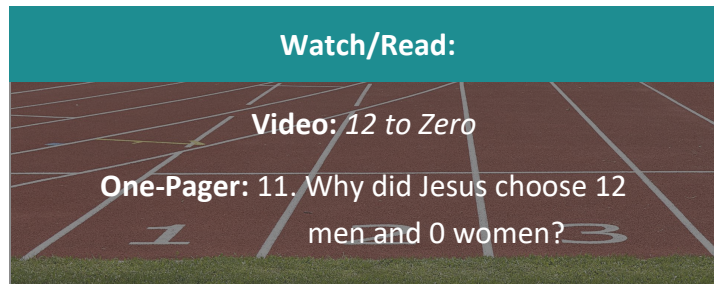 Watch/Read:
Video: 12 to Zero
One-Pager: 11. Why did Jesus choose 12
men and 0 women?
1 2 3